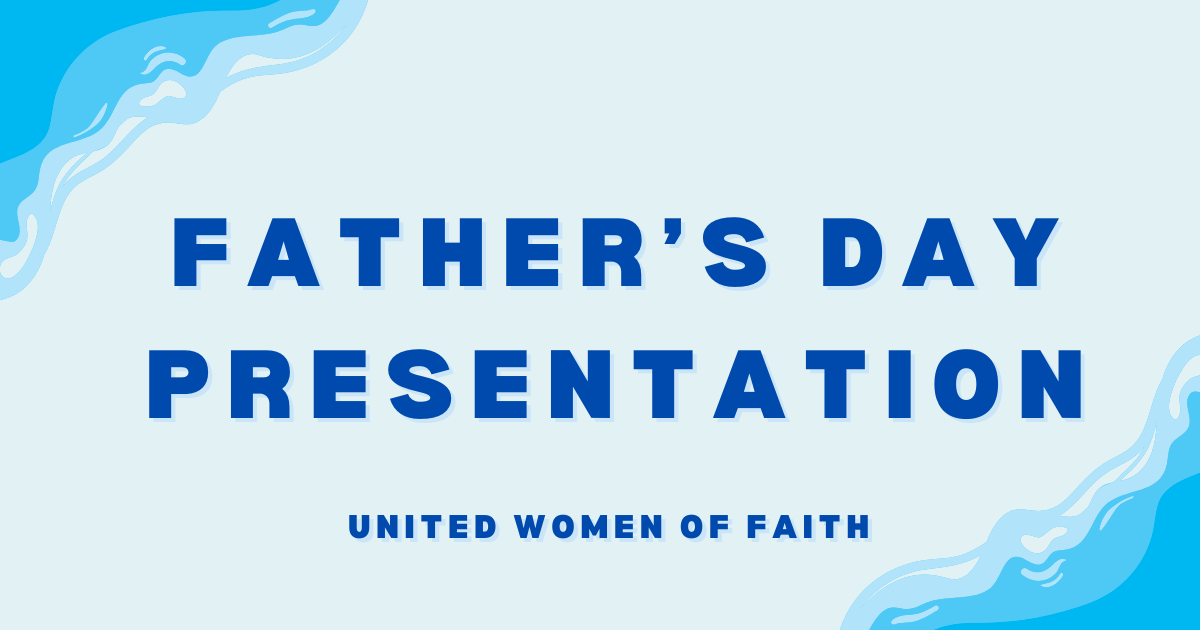 FATHER’S DAY
PRESENTATION
UNITED WOMEN OF FAITH